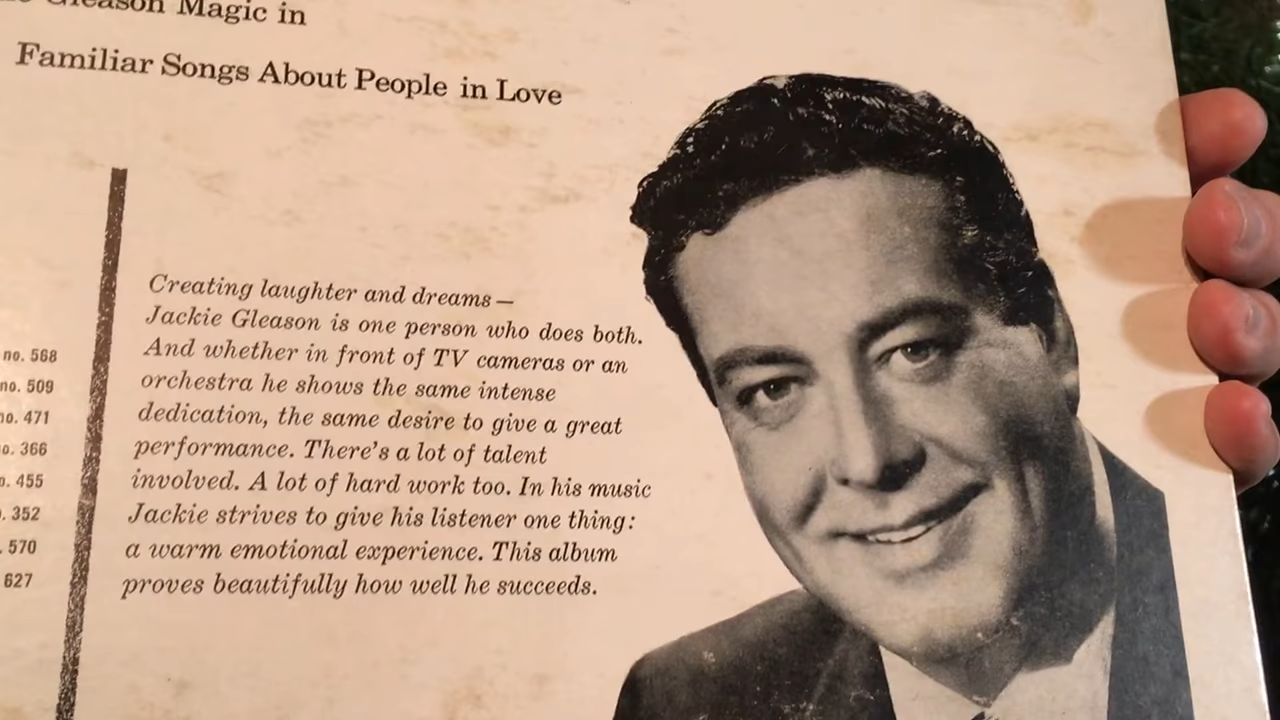 Gleason Magic in
Familiar Songs About People in Love
Creating laughter and dreams—
Jackie Gleason is one person who does both.
And whether in front of TV cameras or an
orchestra he shows the same intense
dedication, the same desire to give a great
performance. There's a lot of talent
involved. A lot of hard work too. In his music
Jackie strives to give his listener one thing:
a warm emotional experience. This album
proves beautifully how well he succeeds.
no. 568
no. 509
no. 471
no. 366
no. 455
. 352
. 570
627